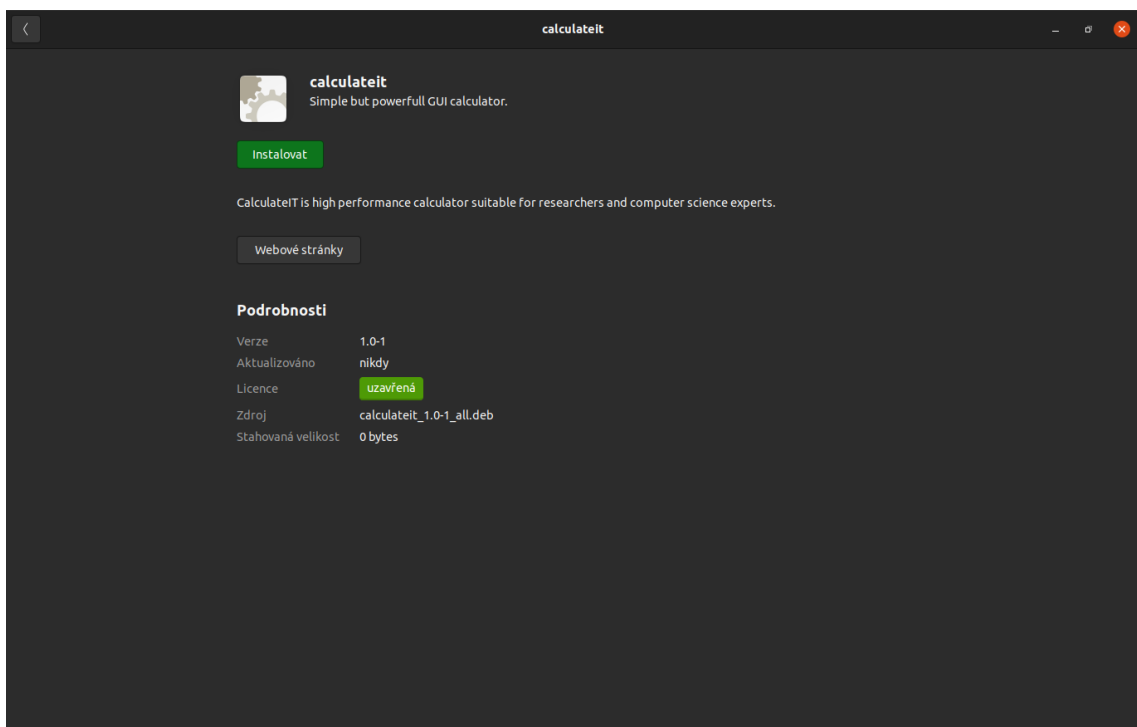 calculateit
calculateit
Simple but powerfull GUI calculator.
Instalovat
CalculateIT is high performance calculator suitable for researchers and computer science experts.
Webové stránky
Podrobnosti
Verze 1.0-1
Aktualizováno nikdy
Licence uzavřená
Zdroj calculateit_1.0-1_all.deb
Stahovaná velikost 0 bytes